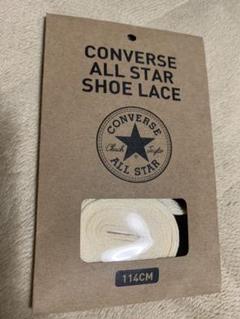 CONVERSE
ALL STAR
SHOE LACE
CONVERSE
Chuck Taylor
ALL STAR
114CM